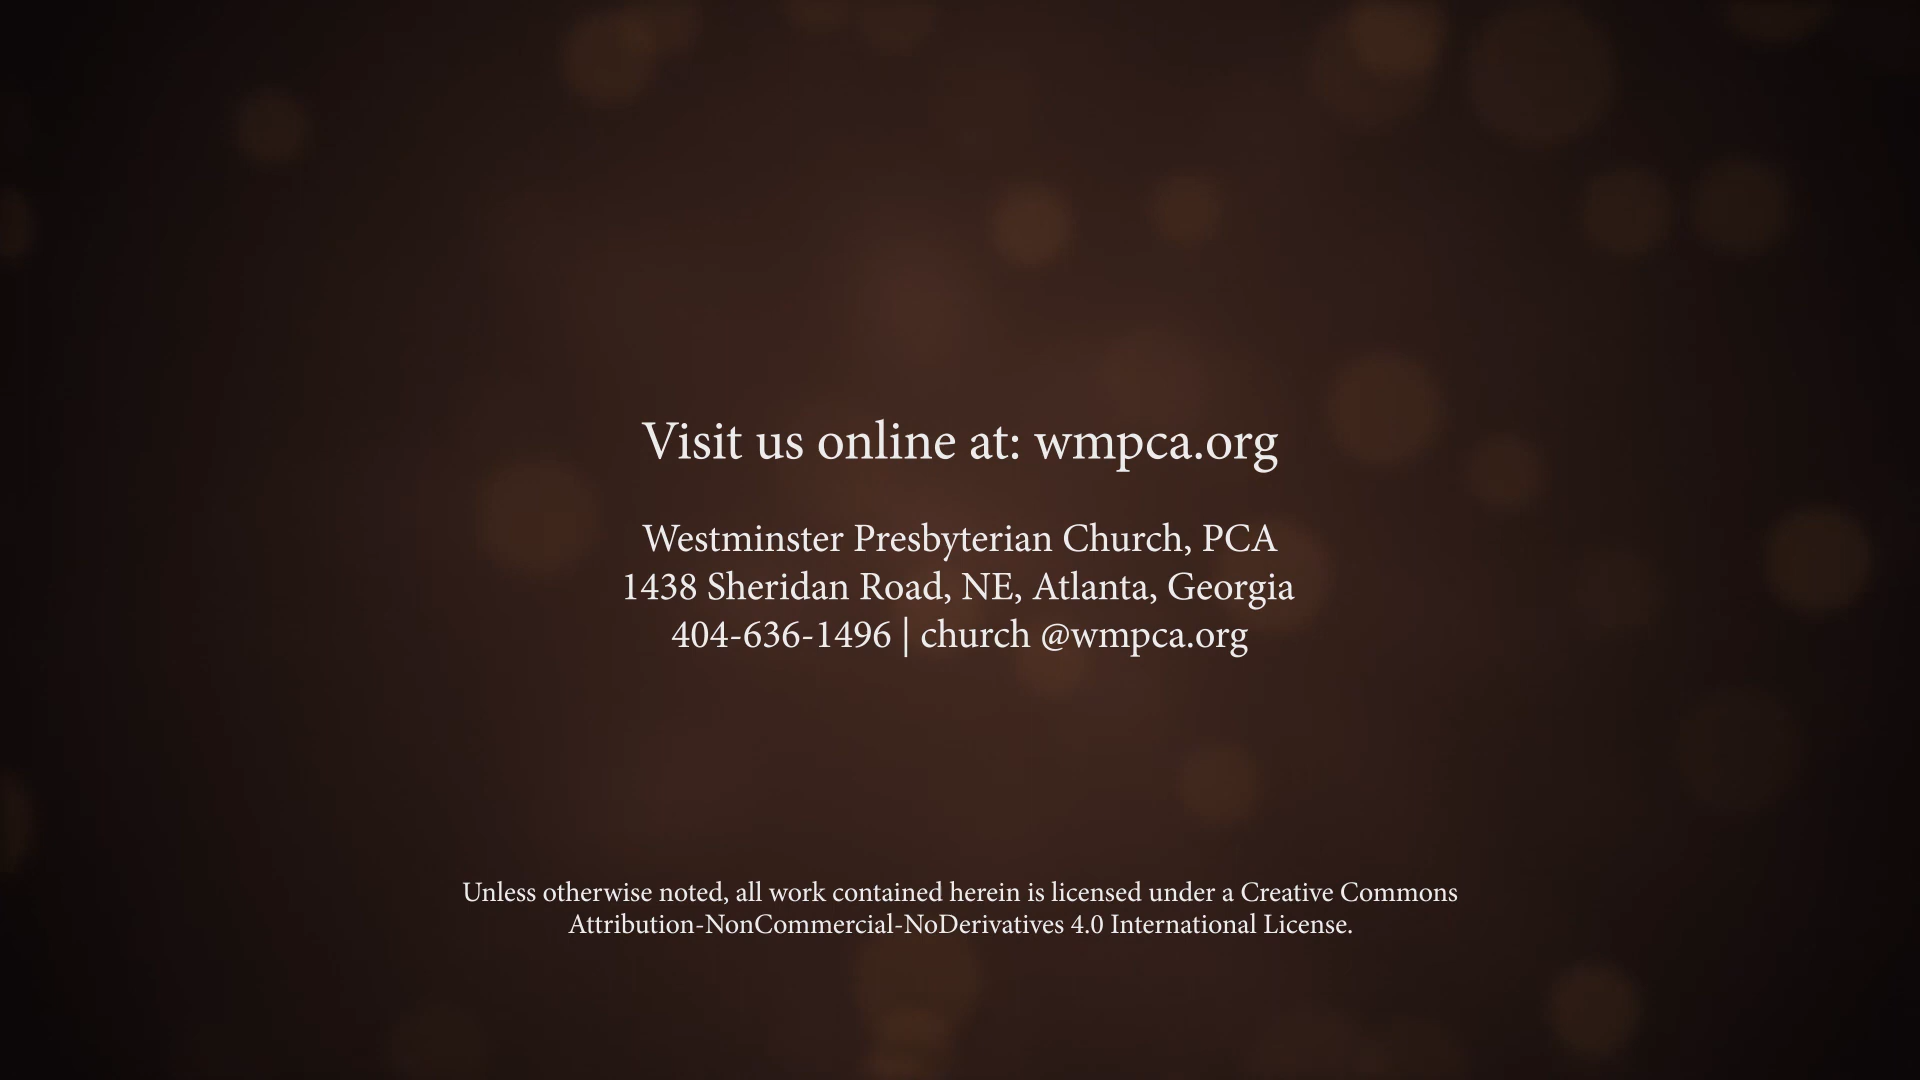 Visit us online at: wmpca.org
Westminster Presbyterian Church, PCA
1438 Sheridan Road, NE, Atlanta, Georgia
404-636-1496 | church @wmpca.org
Unless otherwise noted, all work contained herein is licensed under a Creative Commons
Attribution-NonCommercial-NoDerivatives 4.0 International License.